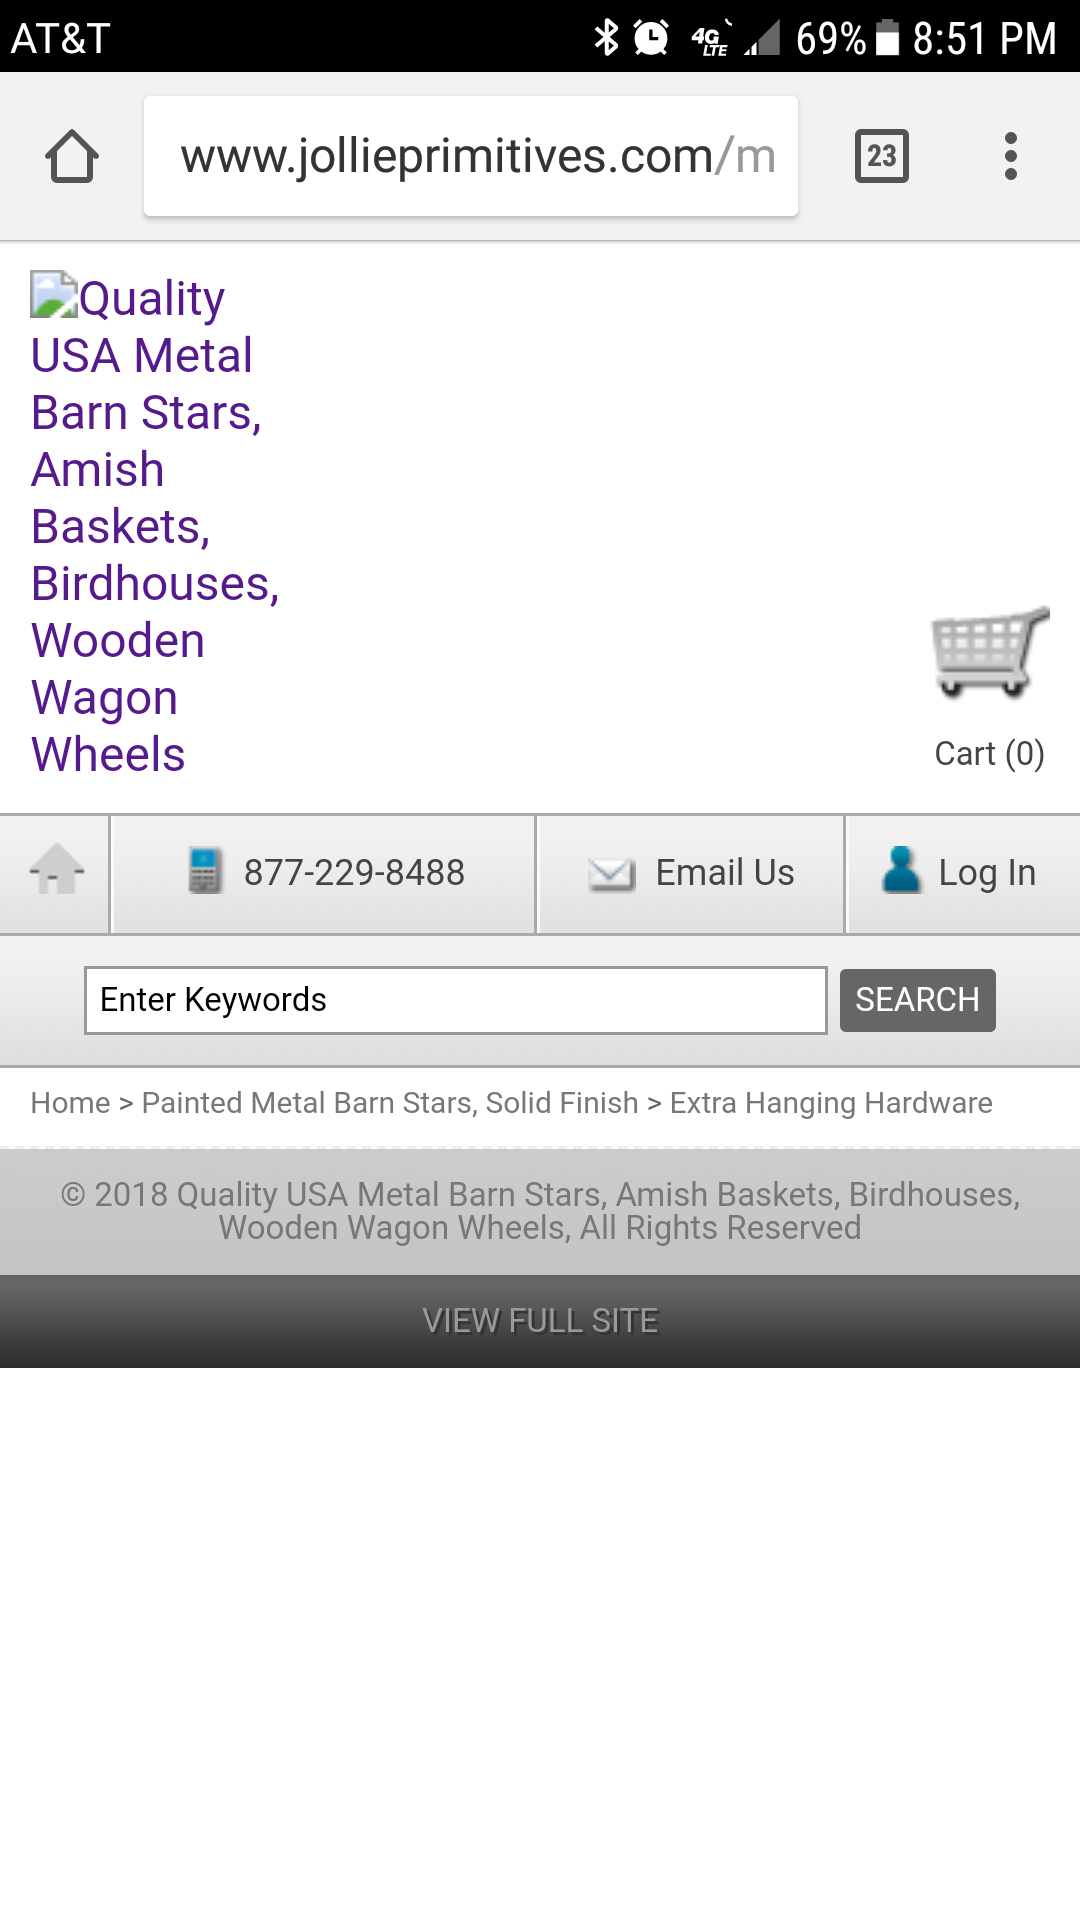 AT&T 4G LTE 69% 8:51 PM
www.jollieprimitives.com/m 23
Quality
USA Metal
Barn Stars,
Amish
Baskets,
Birdhouses,
Wooden
Wagon
Wheels
Cart (0)
877-229-8488 Email Us Log In
Enter Keywords SEARCH
Home > Painted Metal Barn Stars, Solid Finish > Extra Hanging Hardware
© 2018 Quality USA Metal Barn Stars, Amish Baskets, Birdhouses,
Wooden Wagon Wheels, All Rights Reserved
VIEW FULL SITE